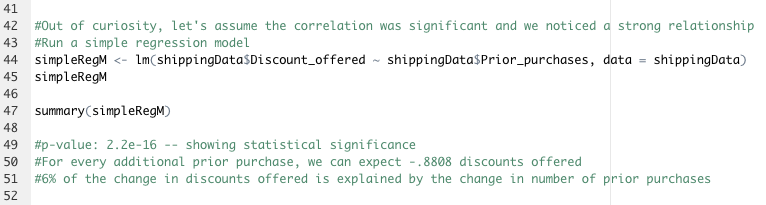 41
42 #Out of curiosity, let's assume the correlation was significant and we noticed a strong relationship
43 #Run a simple regression model
44 simpleRegM <- lm(shippingData$Discount_offered ~ shippingData$Prior_purchases, data = shippingData)
45 simpleRegM
46
47 summary(simpleRegM)
48
49 #p-value: 2.2e-16 -- showing statistical significance
50 #For every additional prior purchase, we can expect -.8808 discounts offered
51 #6% of the change in discounts offered is explained by the change in number of prior purchases
52